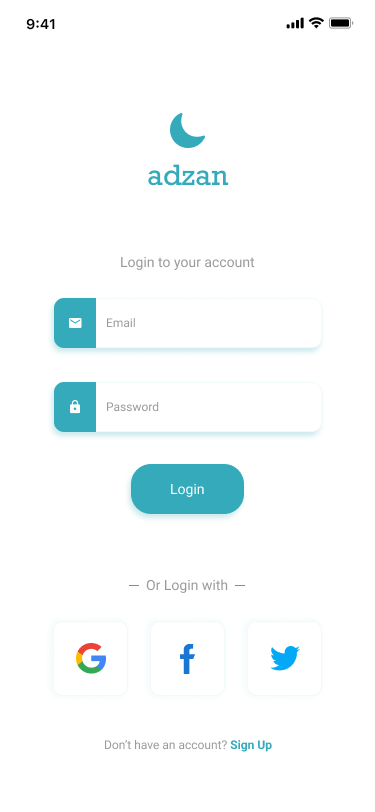 9:41
adzan
Login to your account
Email
Password
Login
— Or Login with —
Don’t have an account? Sign Up